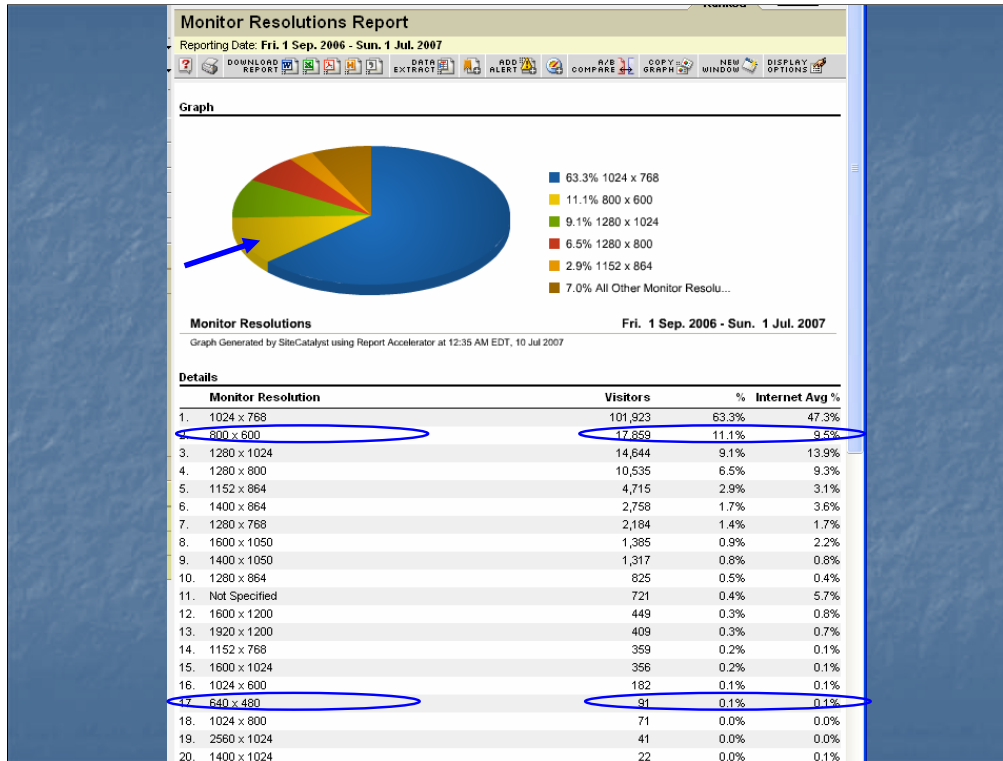 Ranked
Monitor Resolutions Report
Reporting Date: Fri. 1 Sep. 2006 - Sun. 1 Jul. 2007
DOWNLOAD REPORT DATA EXTRACT ADD ALERT A/B COMPARE COPY GRAPH NEW WINDOW DISPLAY OPTIONS
Graph
63.3% 1024 x 768
11.1% 800 x 600
9.1% 1280 x 1024
6.5% 1280 x 800
2.9% 1152 x 864
7.0% All Other Monitor Resolu...
Monitor Resolutions Fri. 1 Sep. 2006 - Sun. 1 Jul. 2007
Graph Generated by SiteCatalyst using Report Accelerator at 12:35 AM EDT, 10 Jul 2007
Details
Monitor Resolution Visitors % Internet Avg %
1. 1024 x 768 101,923 63.3% 47.3%
2. 800 x 600 17,859 11.1% 9.5%
3. 1280 x 1024 14,644 9.1% 13.9%
4. 1280 x 800 10,535 6.5% 9.3%
5. 1152 x 864 4,715 2.9% 3.1%
6. 1400 x 864 2,758 1.7% 3.6%
7. 1280 x 768 2,184 1.4% 1.7%
8. 1600 x 1050 1,385 0.9% 2.2%
9. 1400 x 1050 1,317 0.8% 0.8%
10. 1280 x 864 825 0.5% 0.4%
11. Not Specified 721 0.4% 5.7%
12. 1600 x 1200 449 0.3% 0.8%
13. 1920 x 1200 409 0.3% 0.7%
14. 1152 x 768 359 0.2% 0.1%
15. 1600 x 1024 356 0.2% 0.1%
16. 1024 x 600 182 0.1% 0.1%
17. 640 x 480 91 0.1% 0.1%
18. 1024 x 800 71 0.0% 0.0%
19. 2560 x 1024 41 0.0% 0.0%
20. 1400 x 1024 22 0.0% 0.1%